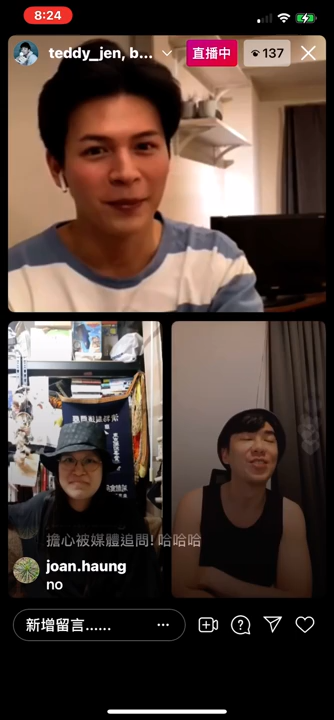 8:24
teddy_jen, b...
直播中
137
擔心被媒體追問! 哈哈哈
joan.haung
no
新增留言......